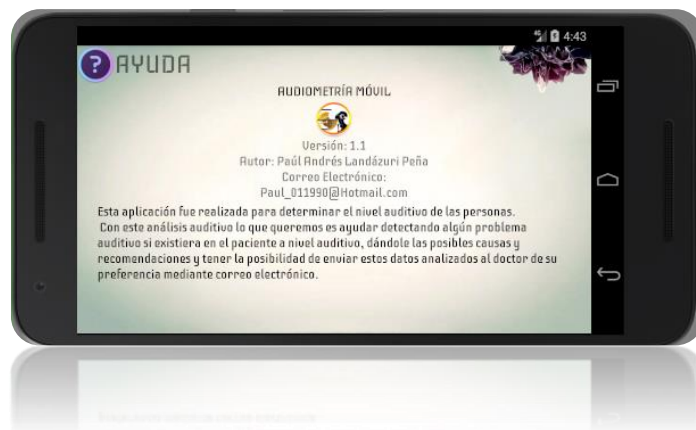 4:43
? AYUDA
AUDIOMETRÍA MÓVIL
Versión: 1.1
Autor: Paúl Andrés Landázuri Peña
Correo Electrónico:
Paul_011990@Hotmail.com
Esta aplicación fue realizada para determinar el nivel auditivo de las personas.
Con este análisis auditivo lo que queremos es ayudar detectando algún problema
auditivo si existiera en el paciente a nivel auditivo, dándole las posibles causas y
recomendaciones y tener la posibilidad de enviar estos datos analizados al doctor de su
preferencia mediante correo electrónico.